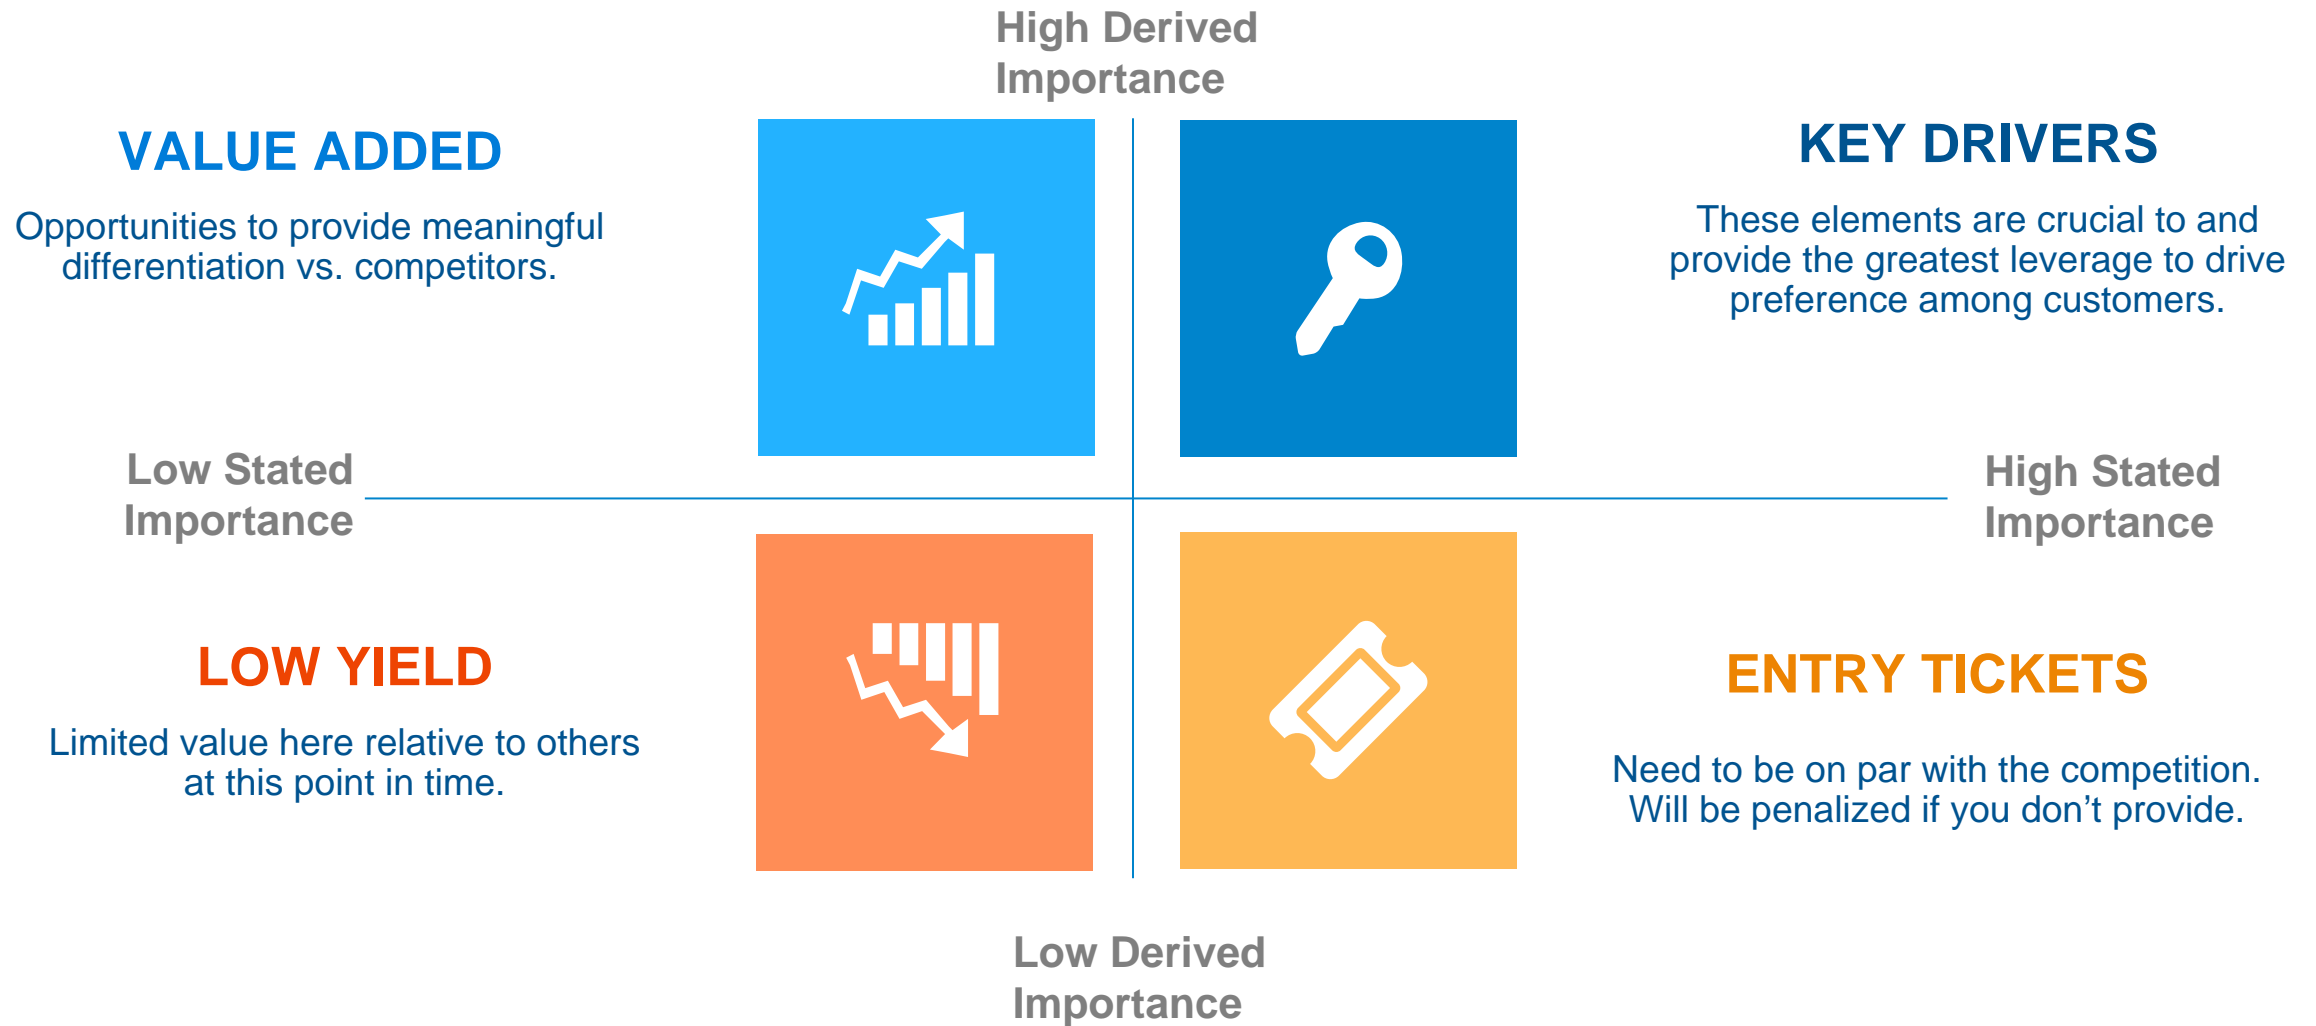 High Derived
Importance
VALUE ADDED
Opportunities to provide meaningful
differentiation vs. competitors.
KEY DRIVERS
These elements are crucial to and
provide the greatest leverage to drive
preference among customers.
Low Stated
Importance
High Stated
Importance
LOW YIELD
Limited value here relative to others
at this point in time.
ENTRY TICKETS
Need to be on par with the competition.
Will be penalized if you don’t provide.
Low Derived
Importance